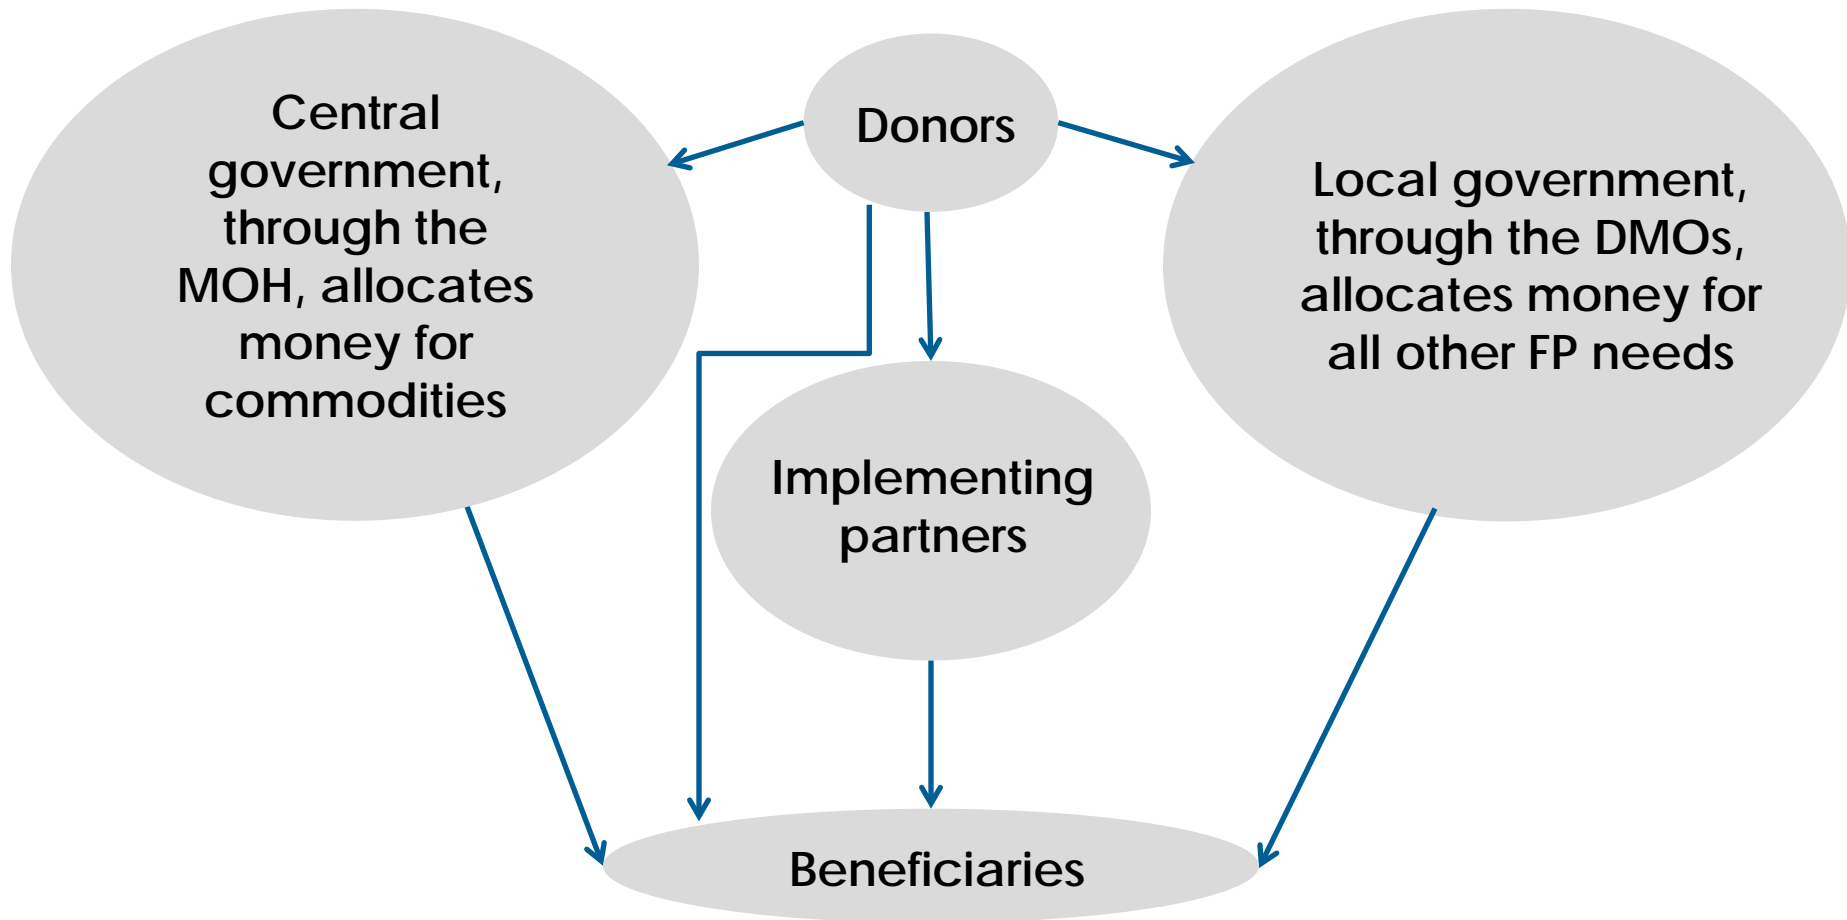 Central
government,
through the
MOH, allocates
money for
commodities
Donors
Local government,
through the DMOs,
allocates money for
all other FP needs
Implementing
partners
Beneficiaries